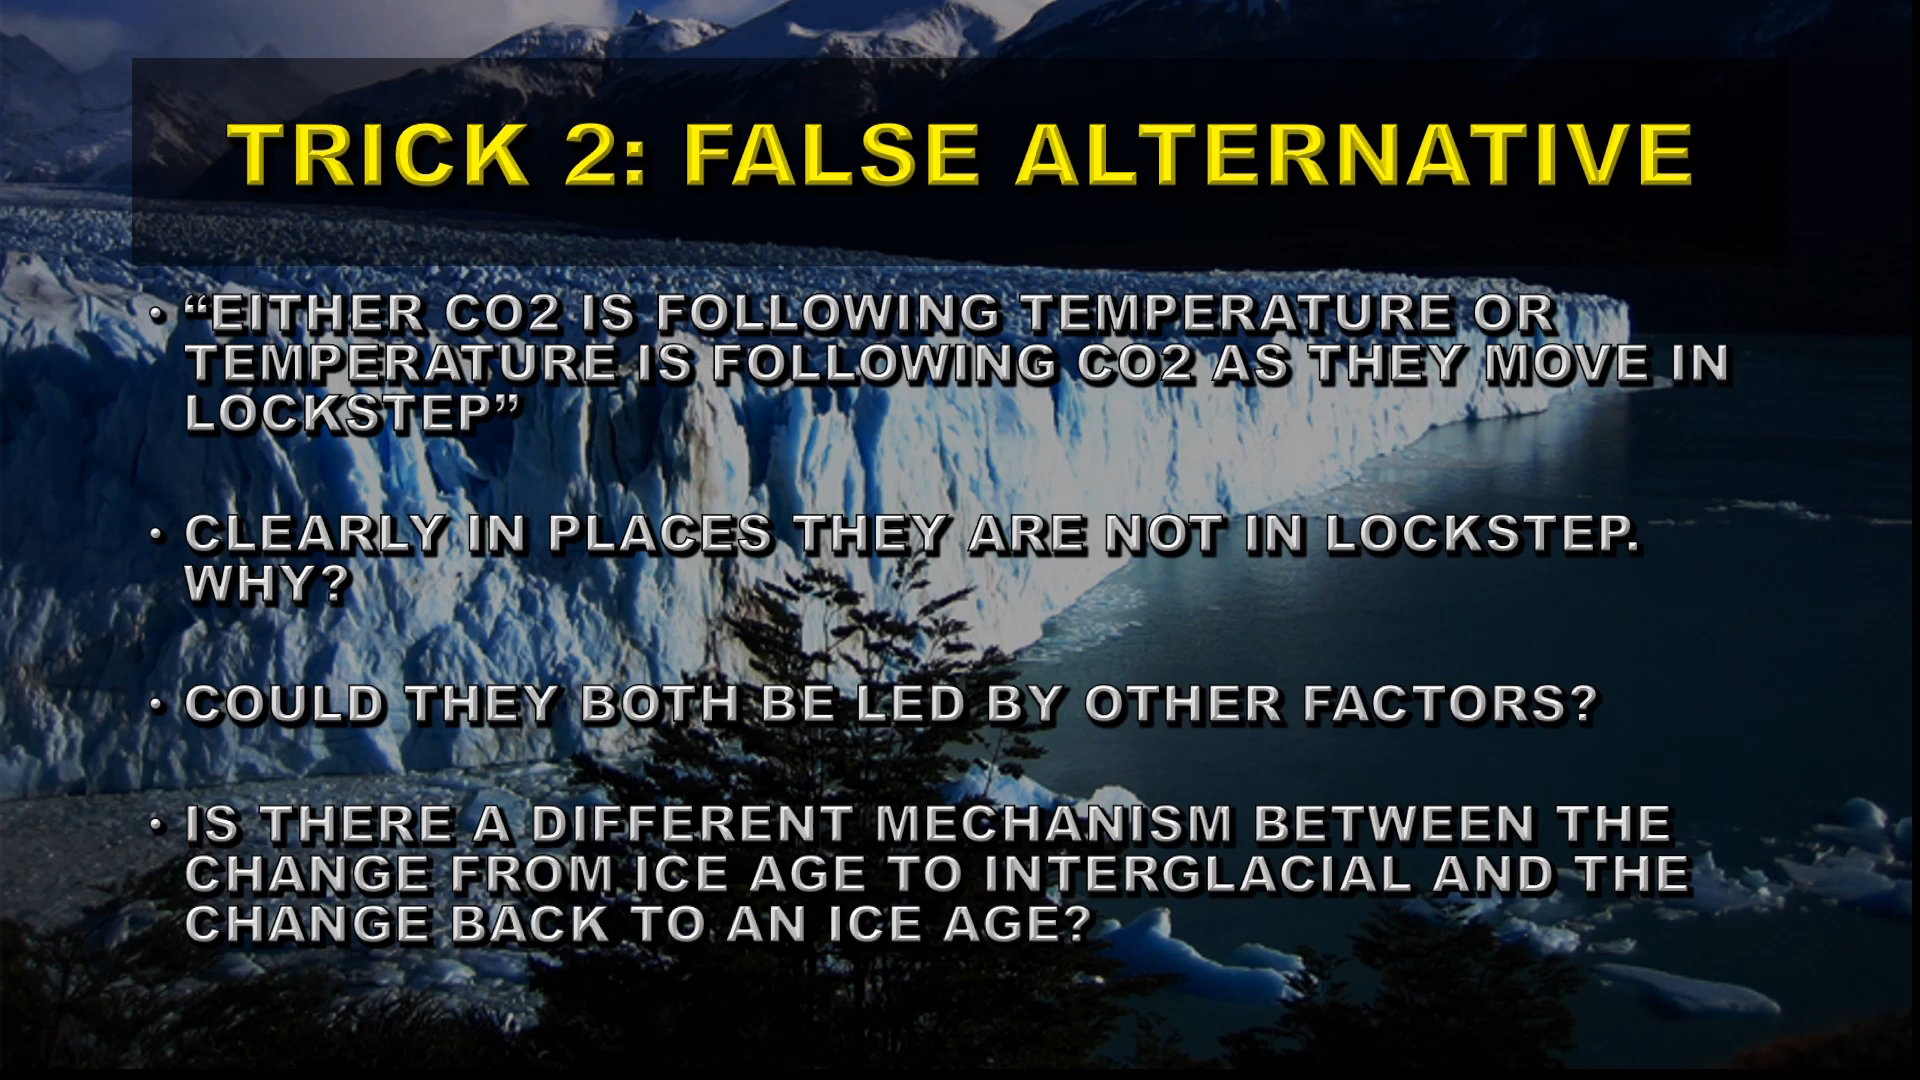 TRICK 2: FALSE ALTERNATIVE
• “EITHER CO2 IS FOLLOWING TEMPERATURE OR
TEMPERATURE IS FOLLOWING CO2 AS THEY MOVE IN
LOCKSTEP”
• CLEARLY IN PLACES THEY ARE NOT IN LOCKSTEP.
WHY?
• COULD THEY BOTH BE LED BY OTHER FACTORS?
• IS THERE A DIFFERENT MECHANISM BETWEEN THE
CHANGE FROM ICE AGE TO INTERGLACIAL AND THE
CHANGE BACK TO AN ICE AGE?